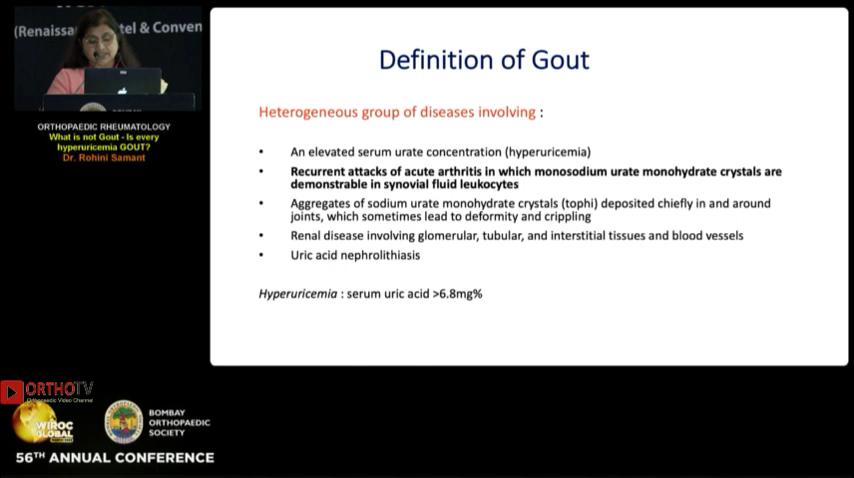 (Renaissa
tel & Conven
ORTHOPAEDIC RHEUMATOLOGY
What is not Gout - Is every
hyperuricemia GOUT?
Dr. Rohini Samant
Definition of Gout
Heterogeneous group of diseases involving :
• An elevated serum urate concentration (hyperuricemia)
• Recurrent attacks of acute arthritis in which monosodium urate monohydrate crystals are
demonstrable in synovial fluid leukocytes
• Aggregates of sodium urate monohydrate crystals (tophi) deposited chiefly in and around
joints, which sometimes lead to deformity and crippling
• Renal disease involving glomerular, tubular, and interstitial tissues and blood vessels
• Uric acid nephrolithiasis
Hyperuricemia : serum uric acid >6.8mg%
ORTHOTV
Orthopaedic Video Channel
WIROC
GLOBAL
BOMBAY
ORTHOPAEDIC
SOCIETY
56TH ANNUAL CONFERENCE